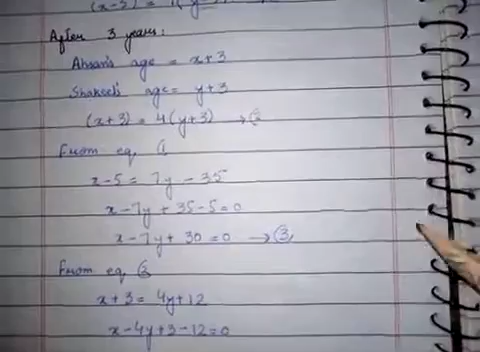 (x-5) =
After 3 years:
Ahsan's age = x+3
Shakeel's age = y+3
(x+3) = 4(y+3) → 2
From eq. 1
x-5 = 7y - 35
x-7y + 35-5=0
x-7y+ 30 =0 → 3
From eq 2
x+3= 4y+12
x-4y+3-12=0